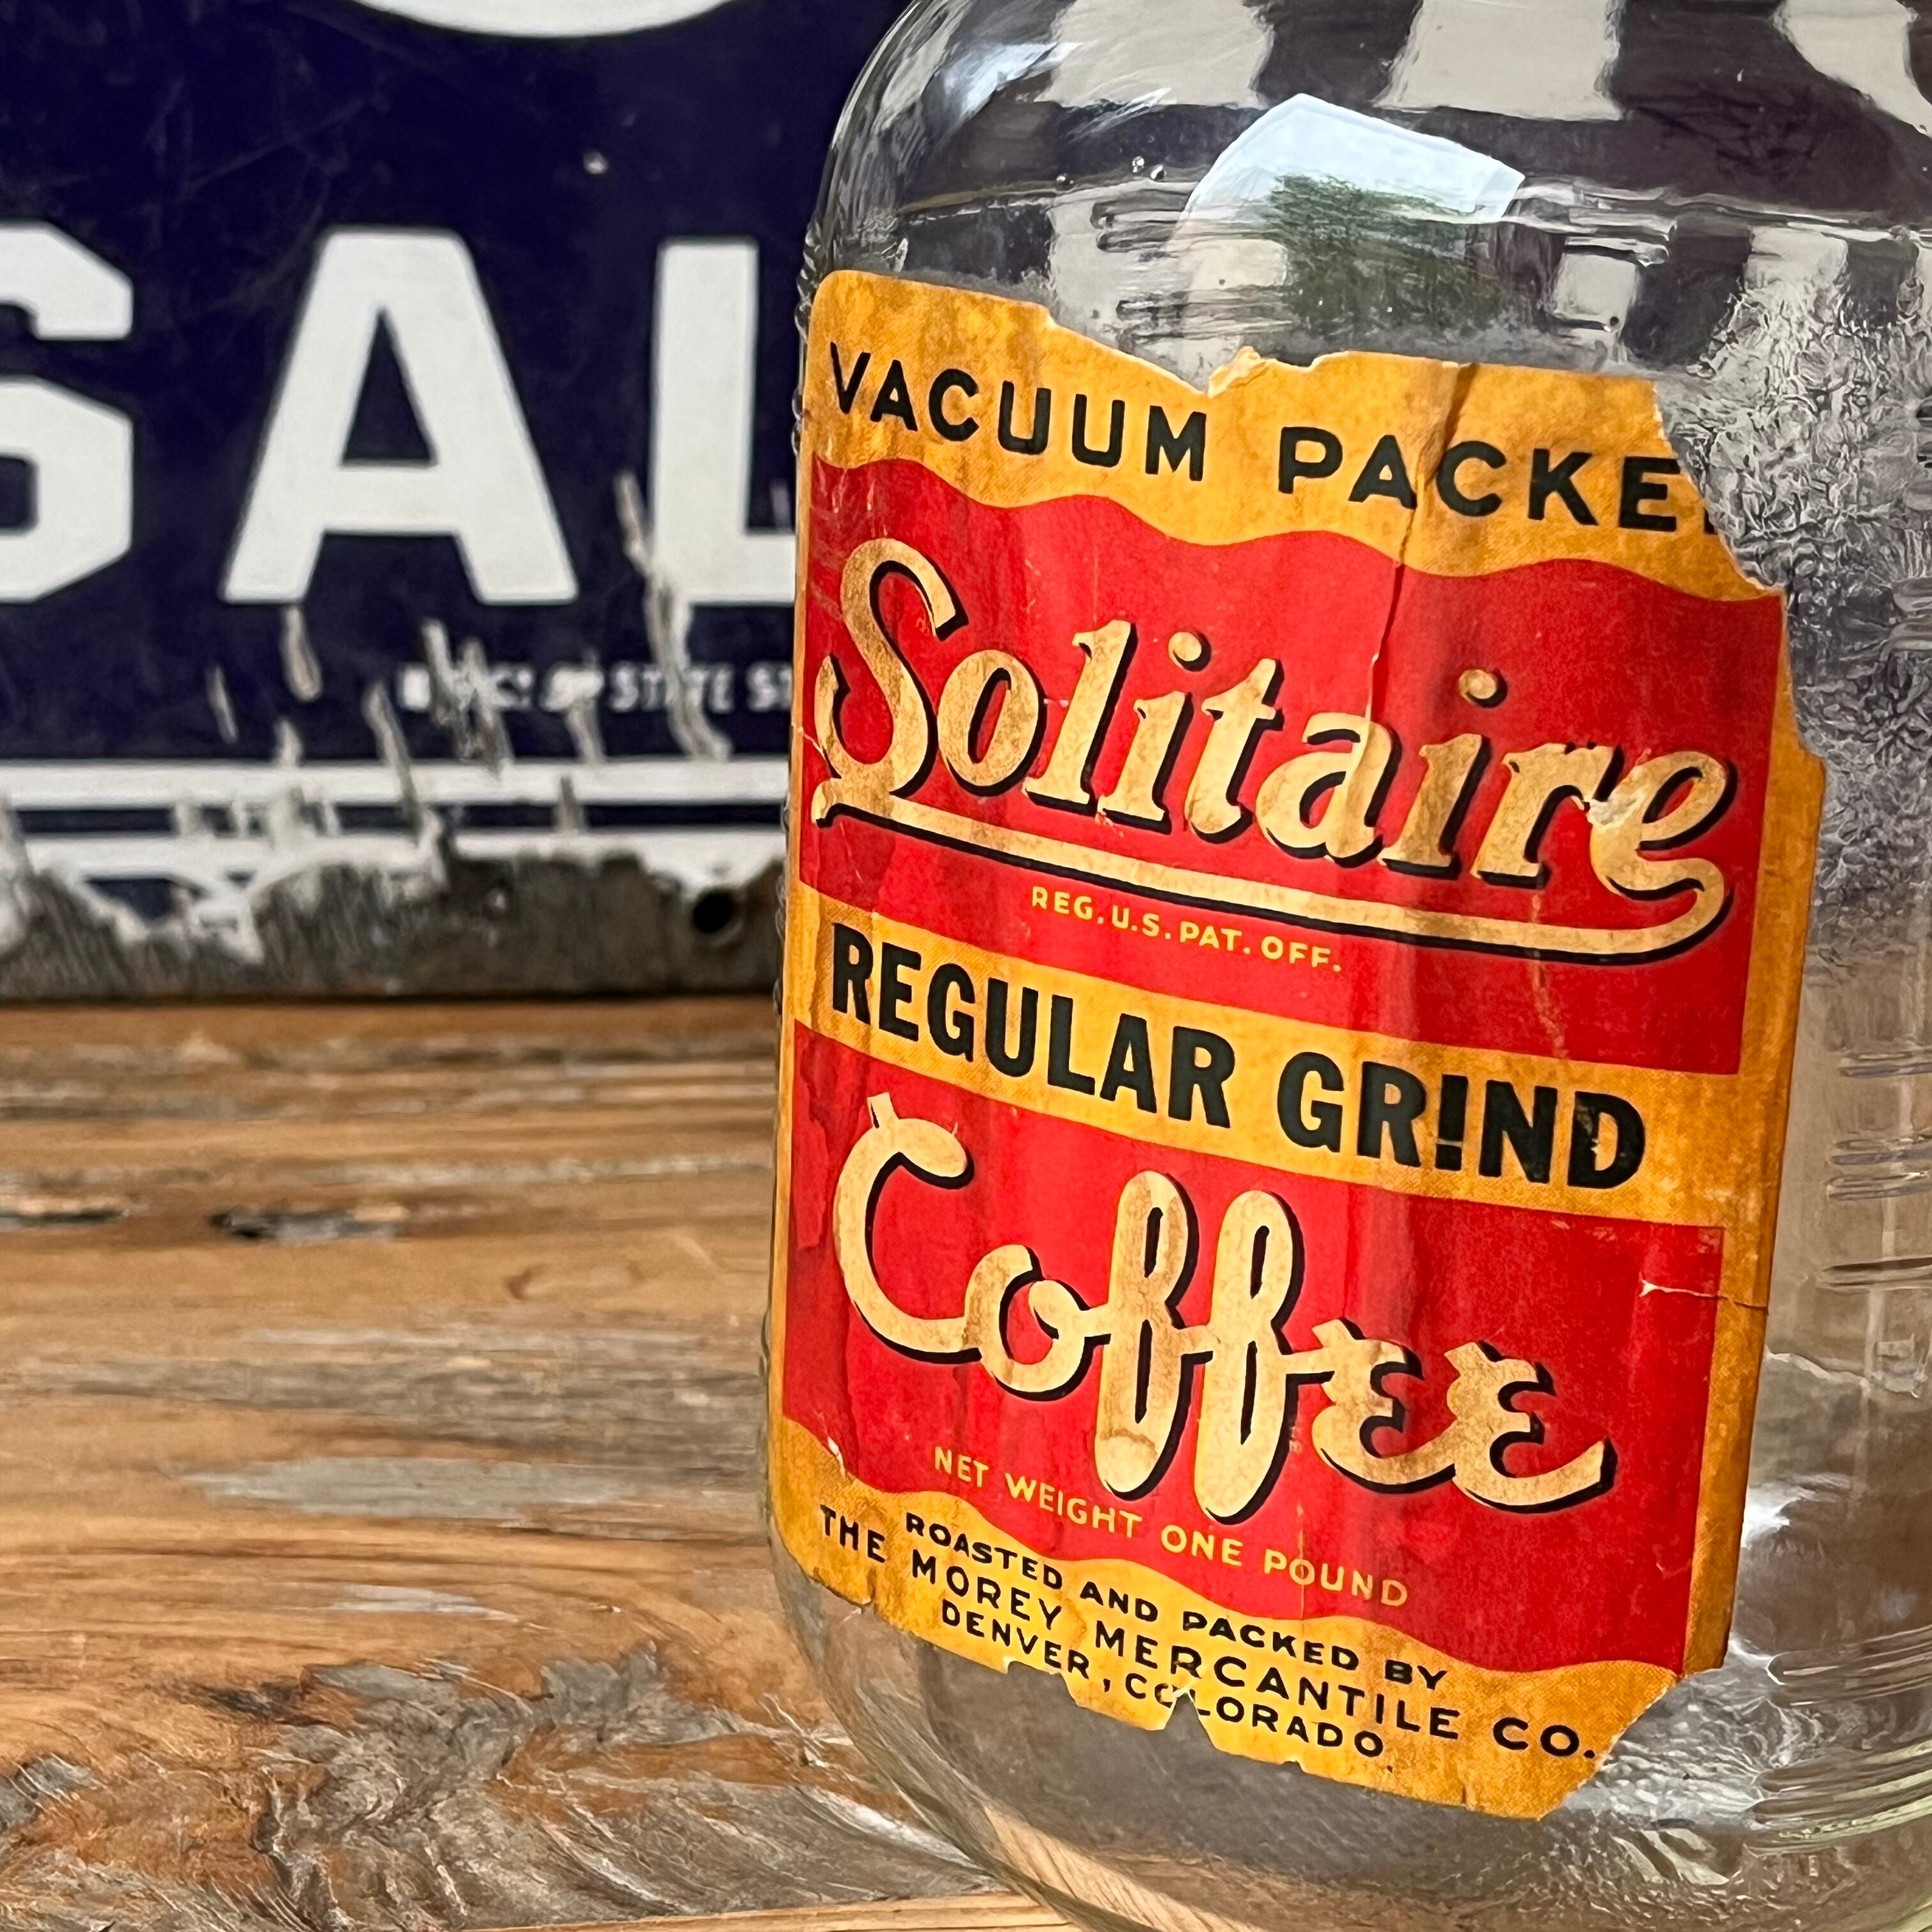 SAL
VACUUM PACKE
Solitaire
REG. U.S. PAT. OFF.
REGULAR GRIND
Coffee
NET WEIGHT ONE POUND
ROASTED AND PACKED BY
THE MOREY MERCANTILE CO.
DENVER, COLORADO